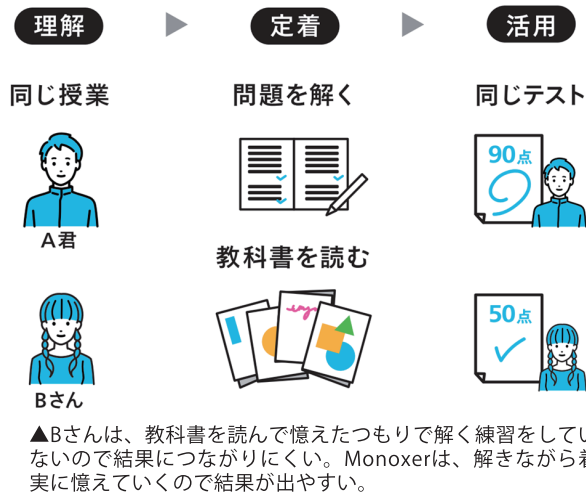 理解 定着 活用
同じ授業 問題を解く 同じテスト
90点
A君
教科書を読む
50点
Bさん
▲Bさんは、教科書を読んで憶えたつもりで解く練習をしてい
ないので結果につながりにくい。Monoxerは、解きながら着
実に憶えていくので結果が出やすい。